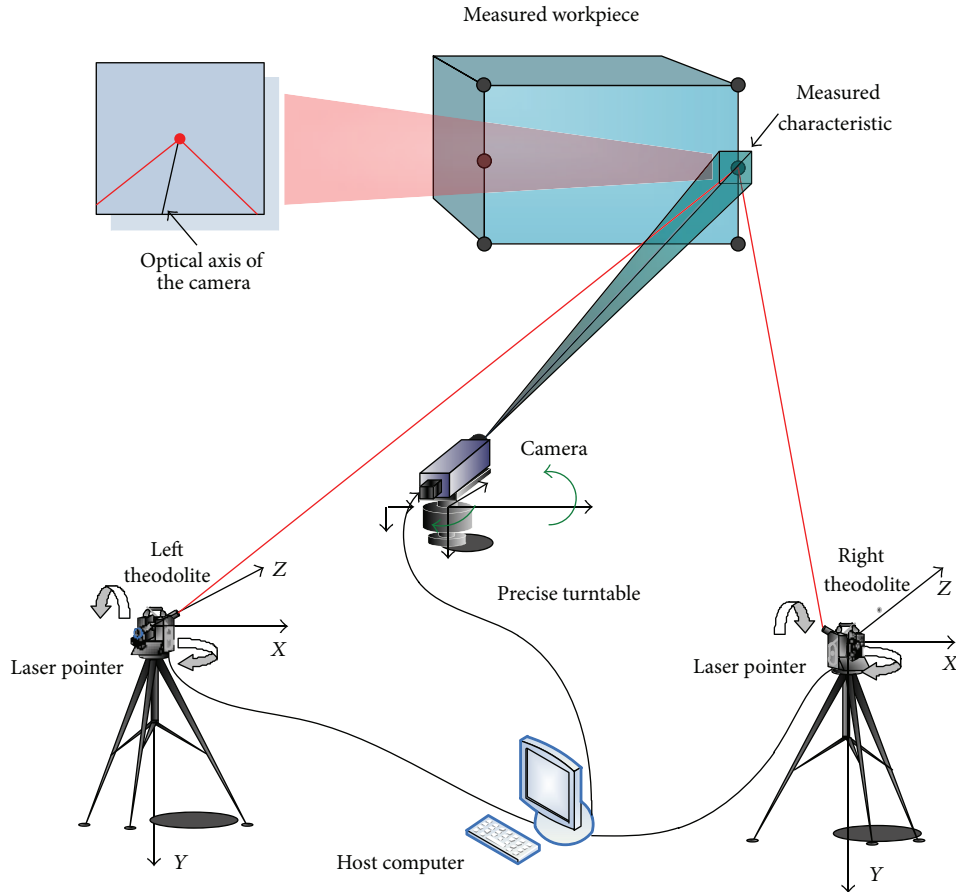 Measured workpiece
Measured
characteristic
Optical axis of
the camera
Camera
Left
theodolite
Z
X
Laser pointer
Precise turntable
Right
theodolite
Z
Laser pointer
X
Host computer
Y
Y